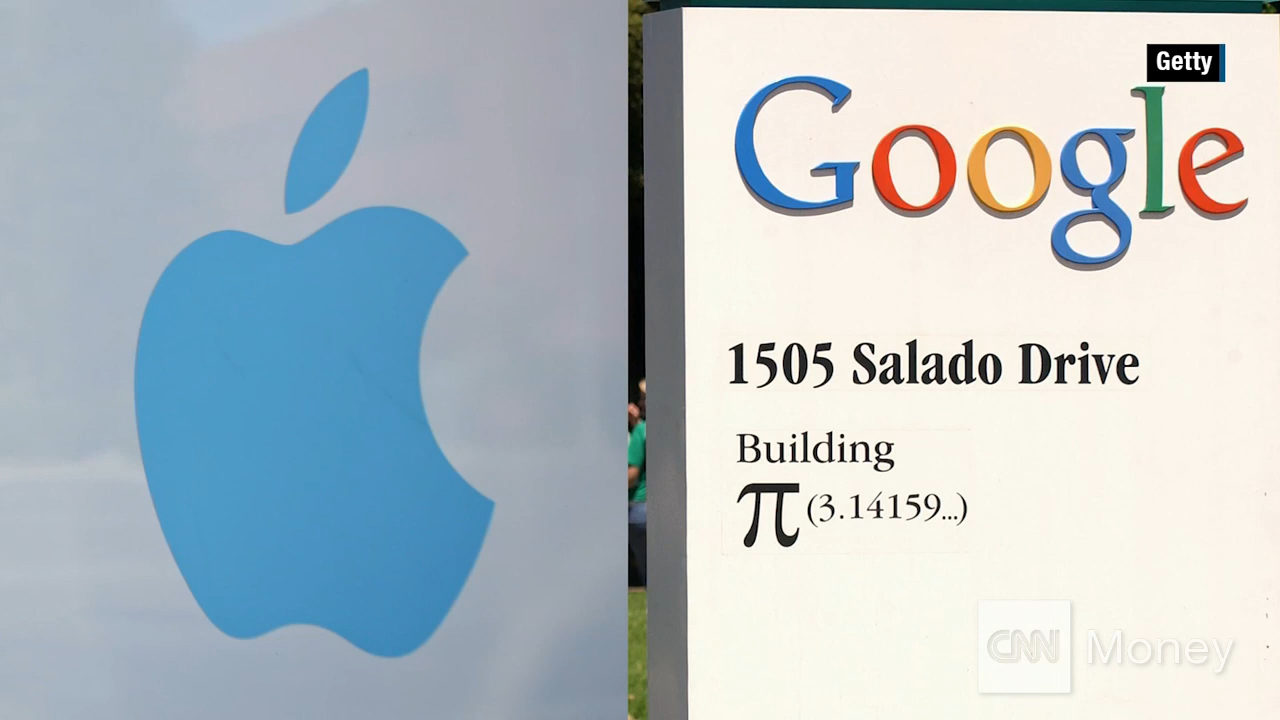 Getty
Google
1505 Salado Drive
Building
π (3.14159...)
CNN Money